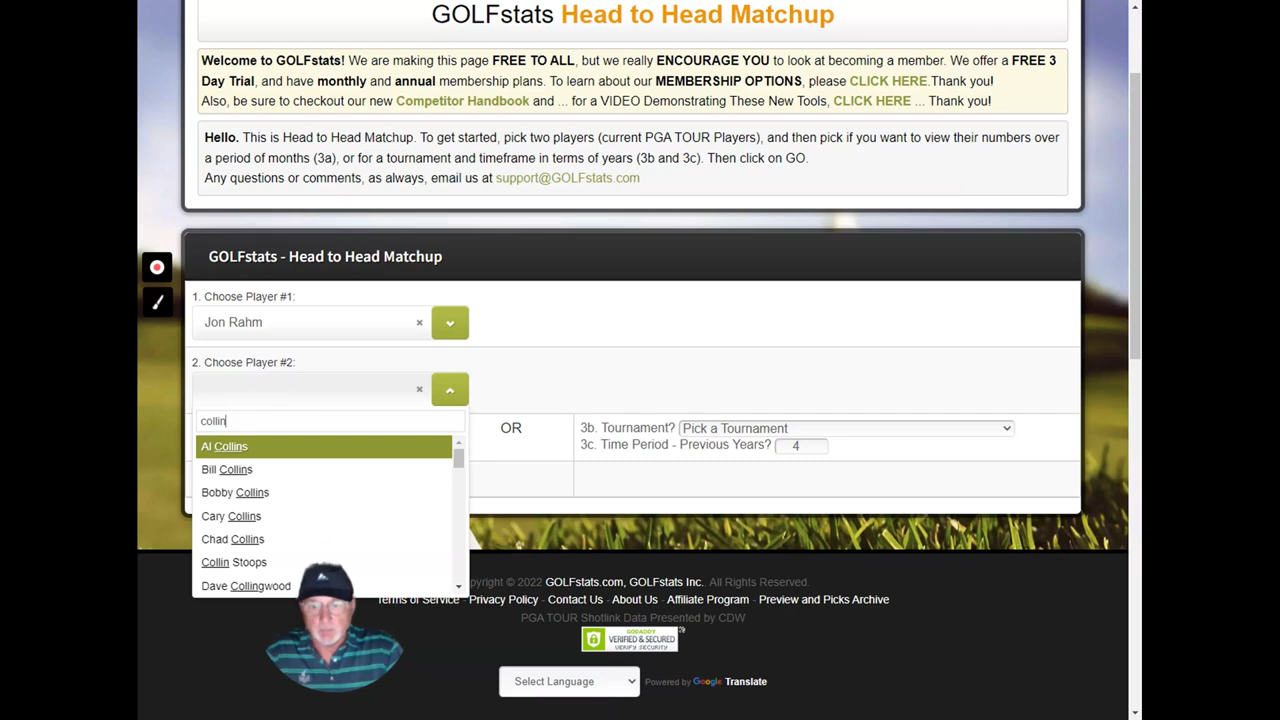 GOLFstats Head to Head Matchup
Welcome to GOLFstats! We are making this page FREE TO ALL, but we really ENCOURAGE YOU to look at becoming a member. We offer a FREE 3
Day Trial, and have monthly and annual membership plans. To learn about our MEMBERSHIP OPTIONS, please CLICK HERE.Thank you!
Also, be sure to checkout our new Competitor Handbook and ... for a VIDEO Demonstrating These New Tools, CLICK HERE ... Thank you!
Hello. This is Head to Head Matchup. To get started, pick two players (current PGA TOUR Players), and then pick if you want to view their numbers over
a period of months (3a), or for a tournament and timeframe in terms of years (3b and 3c). Then click on GO.
Any questions or comments, as always, email us at support@GOLFstats.com
GOLFstats - Head to Head Matchup
1. Choose Player #1:
Jon Rahm
2. Choose Player #2:
collin
Al Collins
Bill Collins
Bobby Collins
Cary Collins
Chad Collins
Collin Stoops
Dave Collingwood
OR
3b. Tournament? Pick a Tournament
3c. Time Period - Previous Years? 4
pyright © 2022 GOLFstats.com, GOLFstats Inc. All Rights Reserved.
Terms of Service - Privacy Policy - Contact Us - About Us - Affiliate Program - Preview and Picks Archive
PGA TOUR Shotlink Data Presented by CDW
GODADDY
VERIFIED & SECURED
VERIFY SECURITY
Select Language
Powered by Google Translate